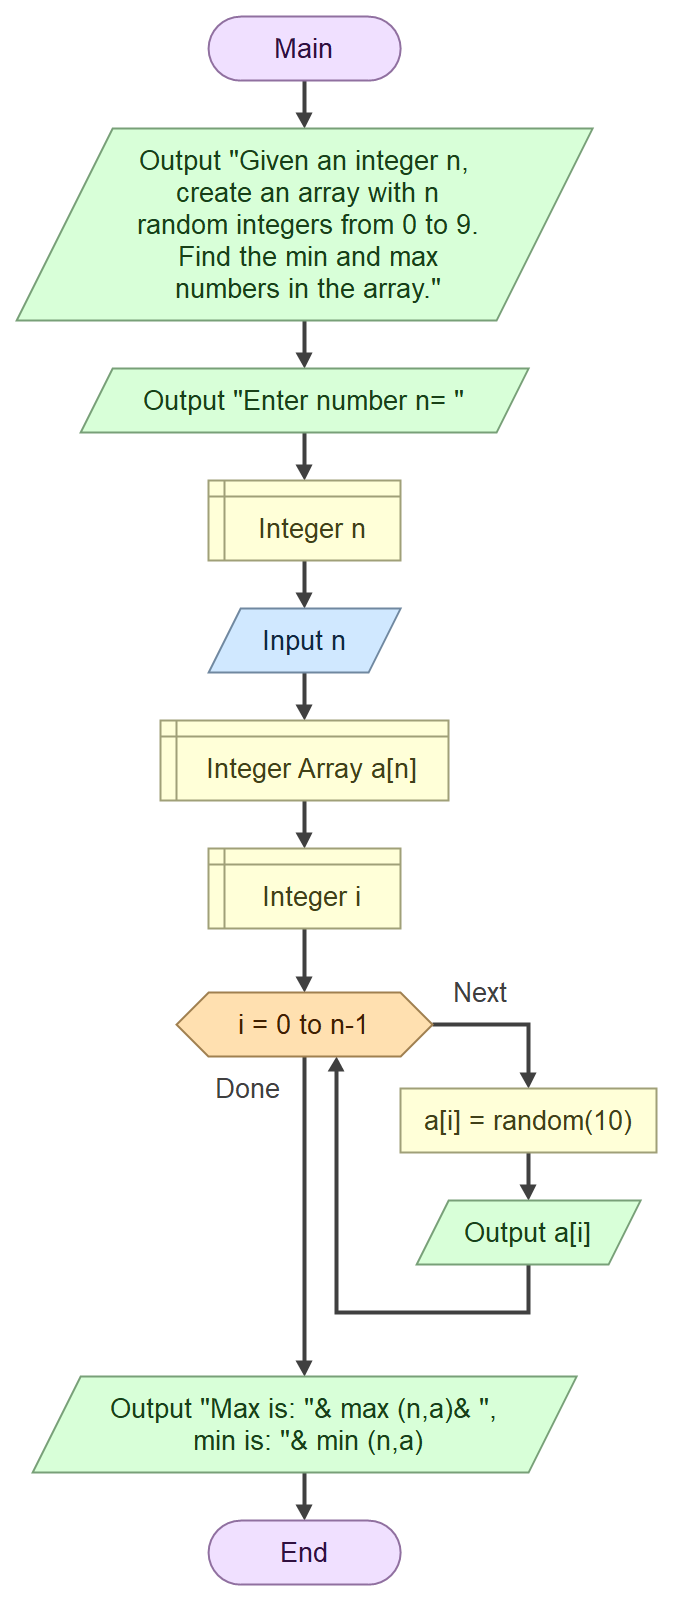 Main
Output "Given an integer n,
create an array with n
random integers from 0 to 9.
Find the min and max
numbers in the array."
Output "Enter number n= "
Integer n
Input n
Integer Array a[n]
Integer i
i = 0 to n-1
Next
Done
a[i] = random(10)
Output a[i]
Output "Max is: "& max (n,a)& ",
min is: "& min (n,a)
End